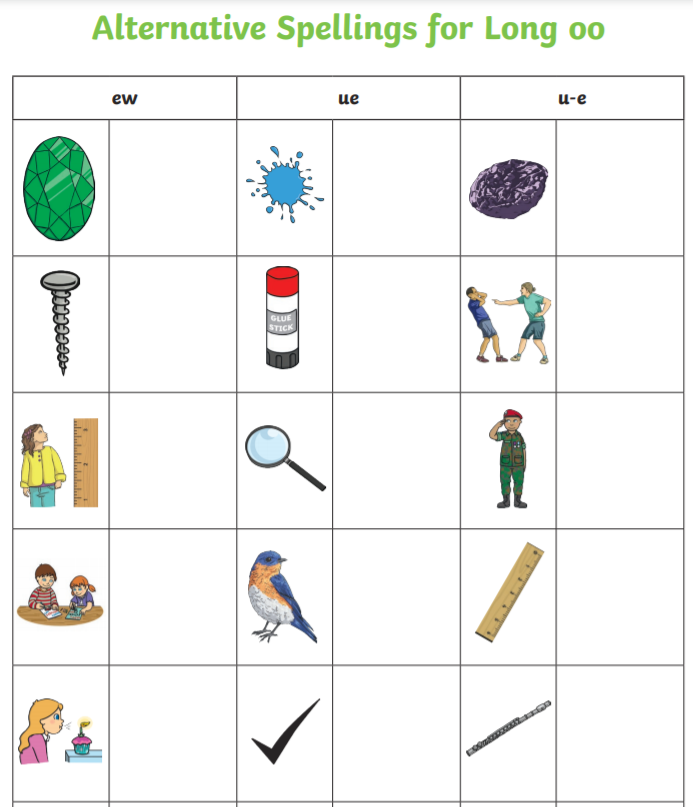 Alternative Spellings for Long oo
ew ue u-e
GLUE
STICK